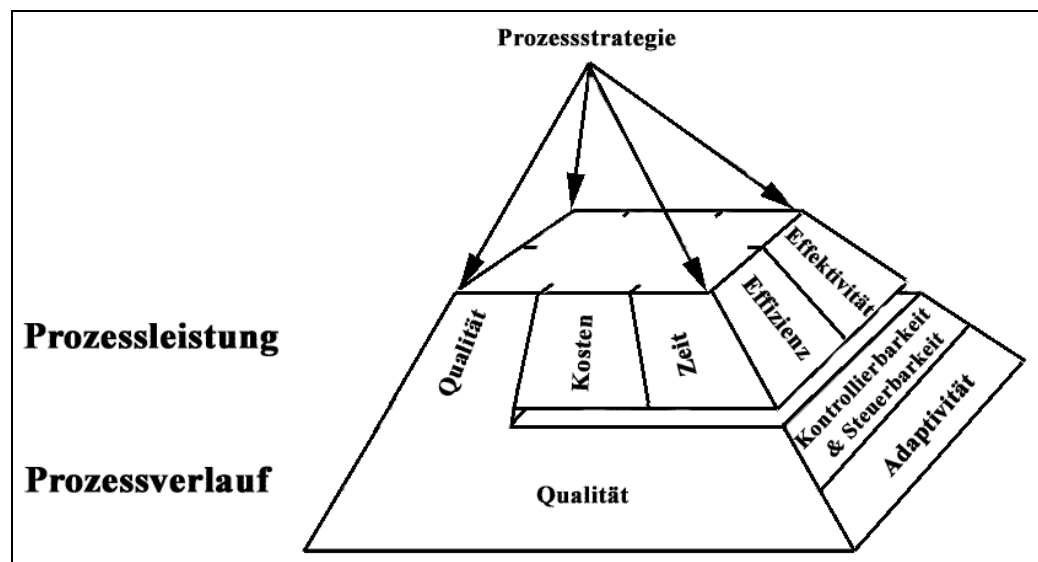 Prozessstrategie
Prozessleistung
Qualität
Kosten
Zeit
Effizienz
Effektivität
Prozessverlauf
Qualität
Kontrollierbarkeit
& Steuerbarkeit
Adaptivität